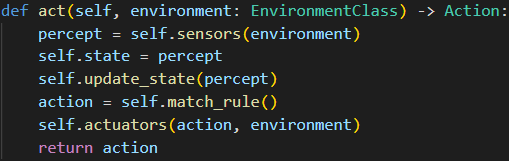 def act(self, environment: EnvironmentClass) -> Action:
    percept = self.sensors(environment)
    self.state = percept
    self.update_state(percept)
    action = self.match_rule()
    self.actuators(action, environment)
    return action